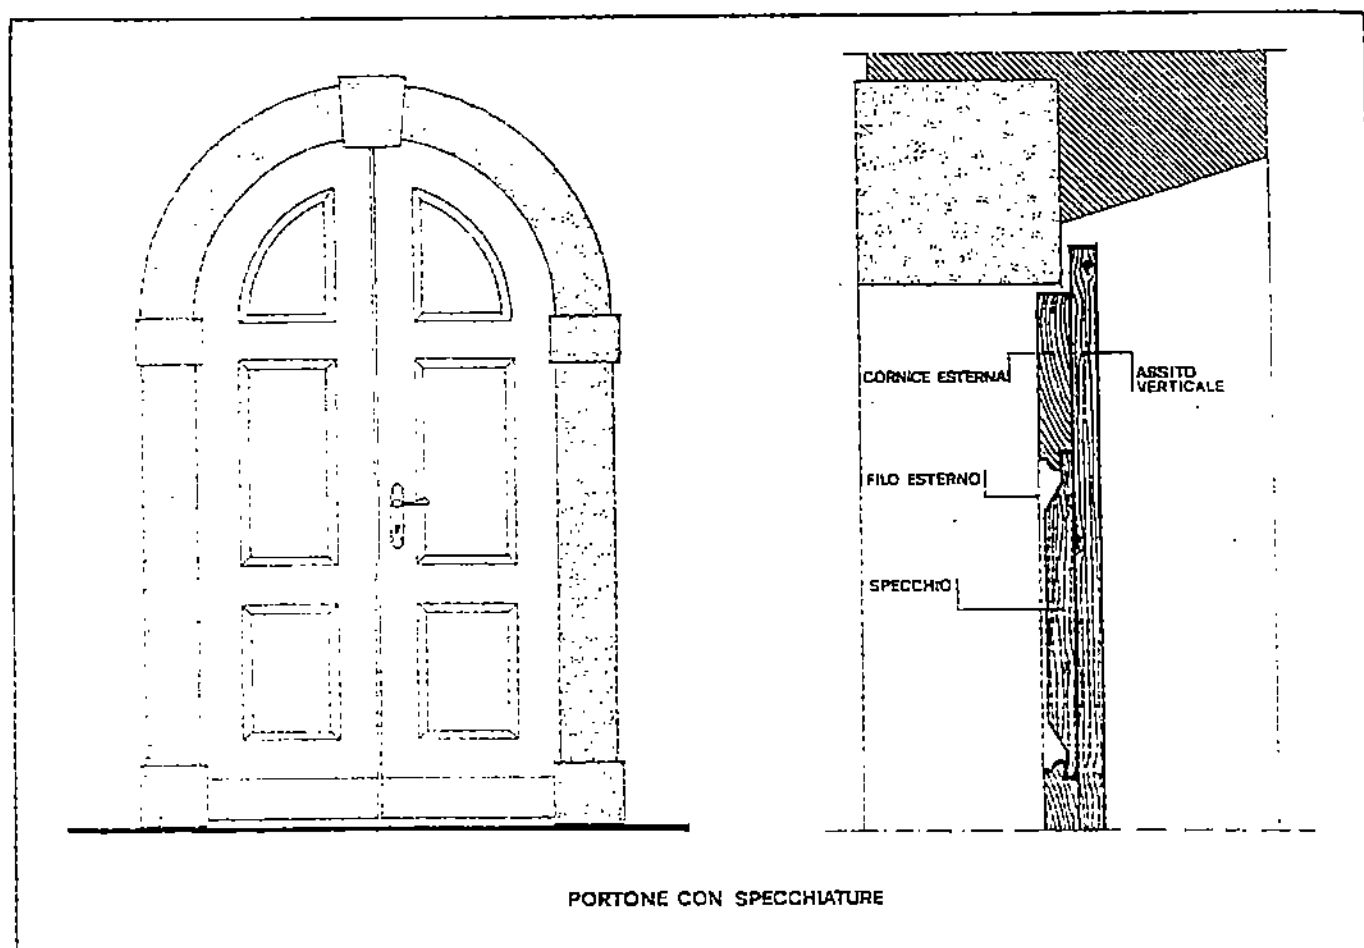 CORNICE ESTERNA
ASSITO
VERTICALE
FILO ESTERNO
SPECCHIO
PORTONE CON SPECCHIATURE